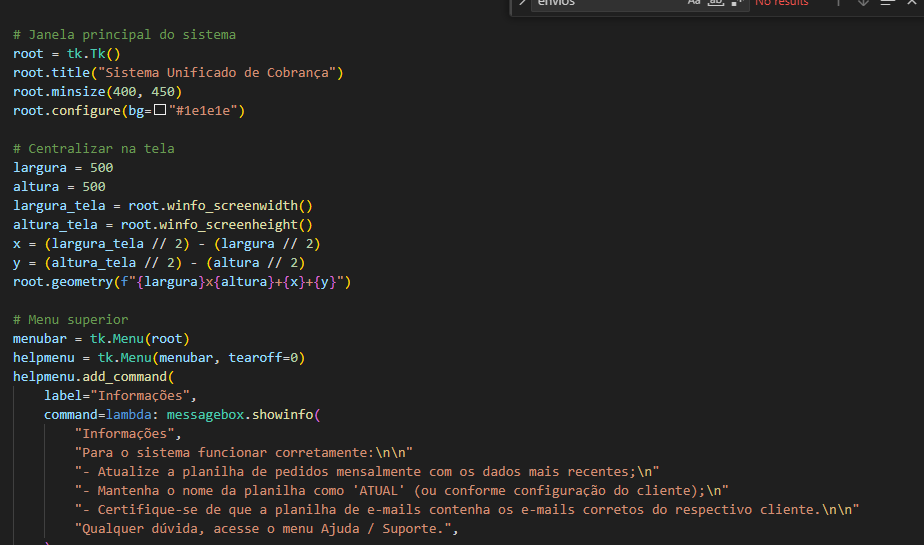 envios
Aa ab .* No results
# Janela principal do sistema
root = tk.Tk()
root.title("Sistema Unificado de Cobrança")
root.minsize(400, 450)
root.configure(bg="#1e1e1e")
# Centralizar na tela
largura = 500
altura = 500
largura_tela = root.winfo_screenwidth()
altura_tela = root.winfo_screenheight()
x = (largura_tela // 2) - (largura // 2)
y = (altura_tela // 2) - (altura // 2)
root.geometry(f"{largura}x{altura}+{x}+{y}")
# Menu superior
menubar = tk.Menu(root)
helpmenu = tk.Menu(menubar, tearoff=0)
helpmenu.add_command(
    label="Informações",
    command=lambda: messagebox.showinfo(
        "Informações",
        "Para o sistema funcionar corretamente:\n\n"
        "- Atualize a planilha de pedidos mensalmente com os dados mais recentes;\n"
        "- Mantenha o nome da planilha como 'ATUAL' (ou conforme configuração do cliente);\n"
        "- Certifique-se de que a planilha de e-mails contenha os e-mails corretos do respectivo cliente.\n\n"
        "Qualquer dúvida, acesse o menu Ajuda / Suporte.",